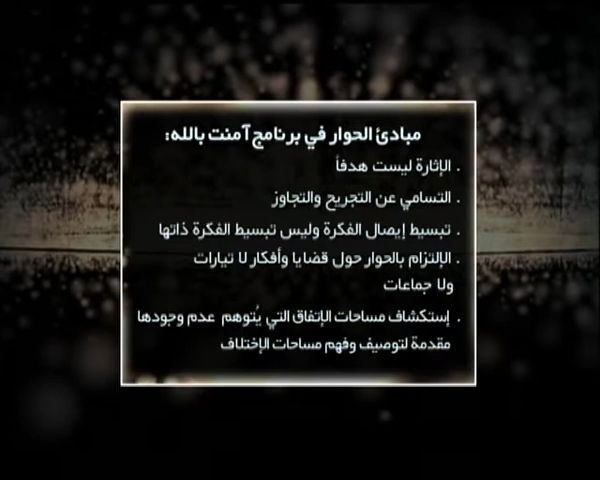 مبادئ الحوار في برنامج آمنت بالله:
. الإثارة ليست هدفاً
. التسامي عن التجريح والتجاوز
. تبسيط إيصال الفكرة وليس تبسيط الفكرة ذاتها
. الإلتزام بالحوار حول قضايا وأفكار لا تيارات
ولا جماعات
. إستكشاف مساحات الإتفاق التي يُتوهم عدم وجودها
مقدمة لتوصيف وفهم مساحات الإختلاف